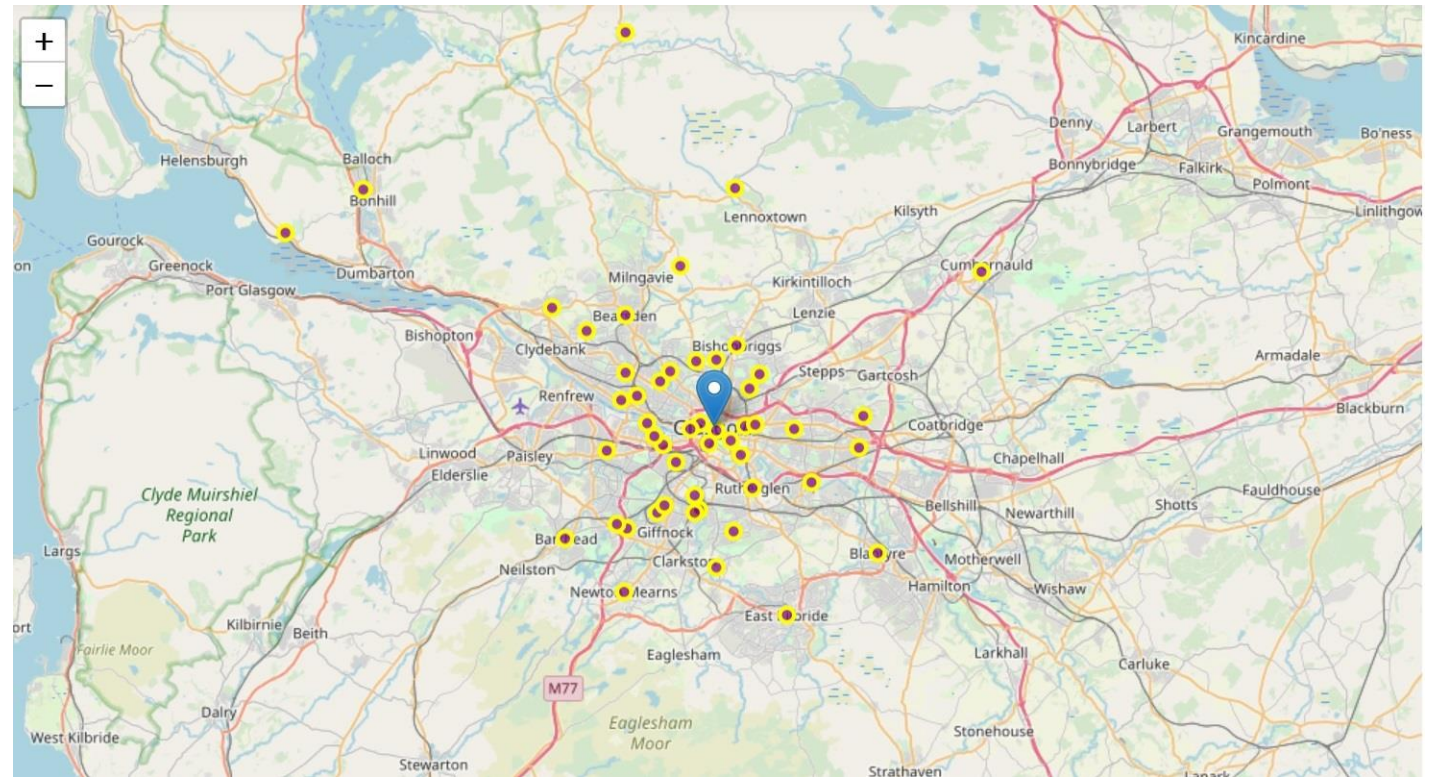 +
−
Kincardine
Denny
Larbert
Grangemouth
Bo'ness
Helensburgh
Balloch
Bonnybridge
Falkirk
Polmont
Bonhill
Lennoxtown
Kilsyth
Linlithgow
Gourock
on
Greenock
Dumbarton
Milngavie
Kirkintilloch
Cumbernauld
Port Glasgow
Lenzie
Bishopton
Clydebank
Armadale
Stepps
Gartcosh
Renfrew
Blackburn
Coatbridge
Linwood
Paisley
Chapelhall
Elderslie
Clyde Muirshiel
Regional
Park
Fauldhouse
Bellshill
Newarthill
Shotts
Giffnock
Largs
Neilston
Motherwell
Hamilton
Wishaw
Kilbirnie
Beith
ort
Fairlie Moor
Eaglesham
Larkhall
Carluke
M77
Dalry
Eaglesham
Moor
West Kilbride
Stonehouse
Stewarton
Strathaven
Lanark